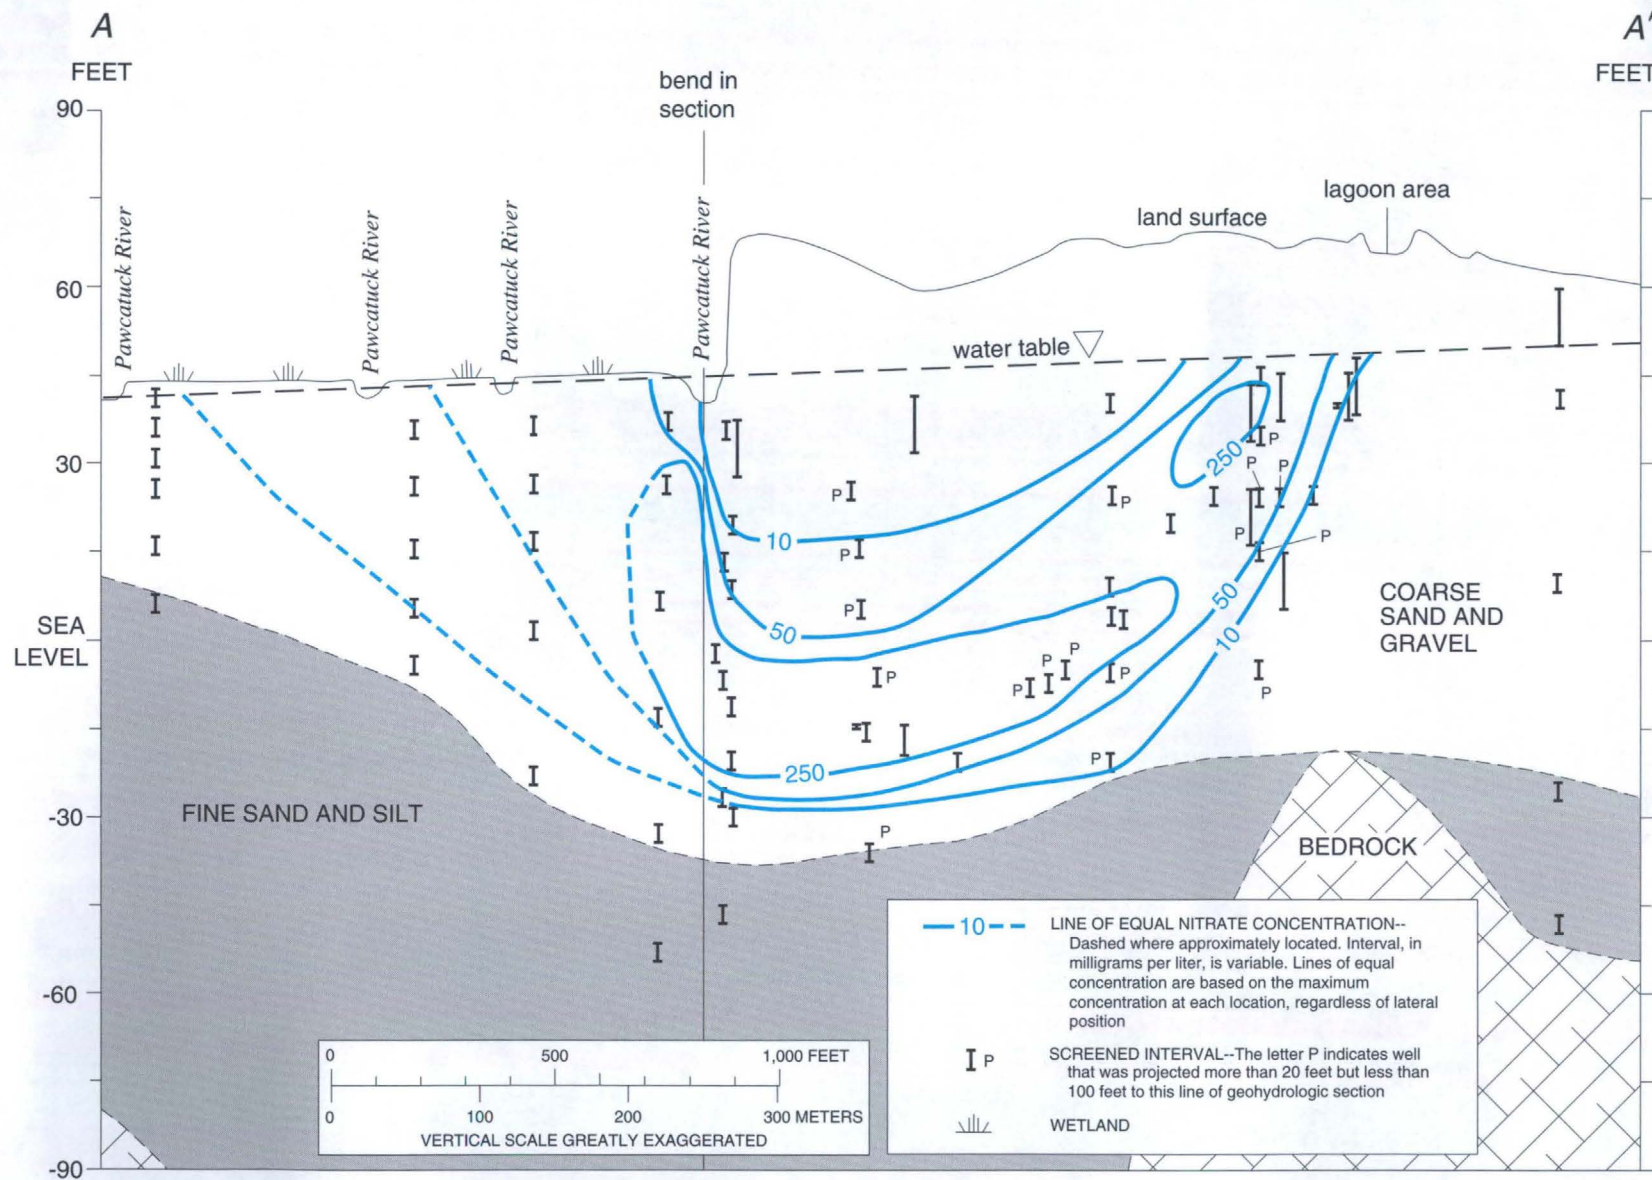 A
A'
FEET
FEET
bend in
section
90
lagoon area
land surface
Pawcatuck River
Pawcatuck River
Pawcatuck River
Pawcatuck River
60
water table
30
250
P
P
P
P
P
P
10
P
P
P
50
SEA
LEVEL
50
10
COARSE
SAND AND
GRAVEL
P
P
P
P
P
P
P
250
-30
FINE SAND AND SILT
P
BEDROCK
10
LINE OF EQUAL NITRATE CONCENTRATION--
Dashed where approximately located. Interval, in
milligrams per liter, is variable. Lines of equal
concentration are based on the maximum
concentration at each location, regardless of lateral
position
-60
P
SCREENED INTERVAL--The letter P indicates well
that was projected more than 20 feet but less than
100 feet to this line of geohydrologic section
WETLAND
0 500 1,000 FEET
0 100 200 300 METERS
VERTICAL SCALE GREATLY EXAGGERATED
-90